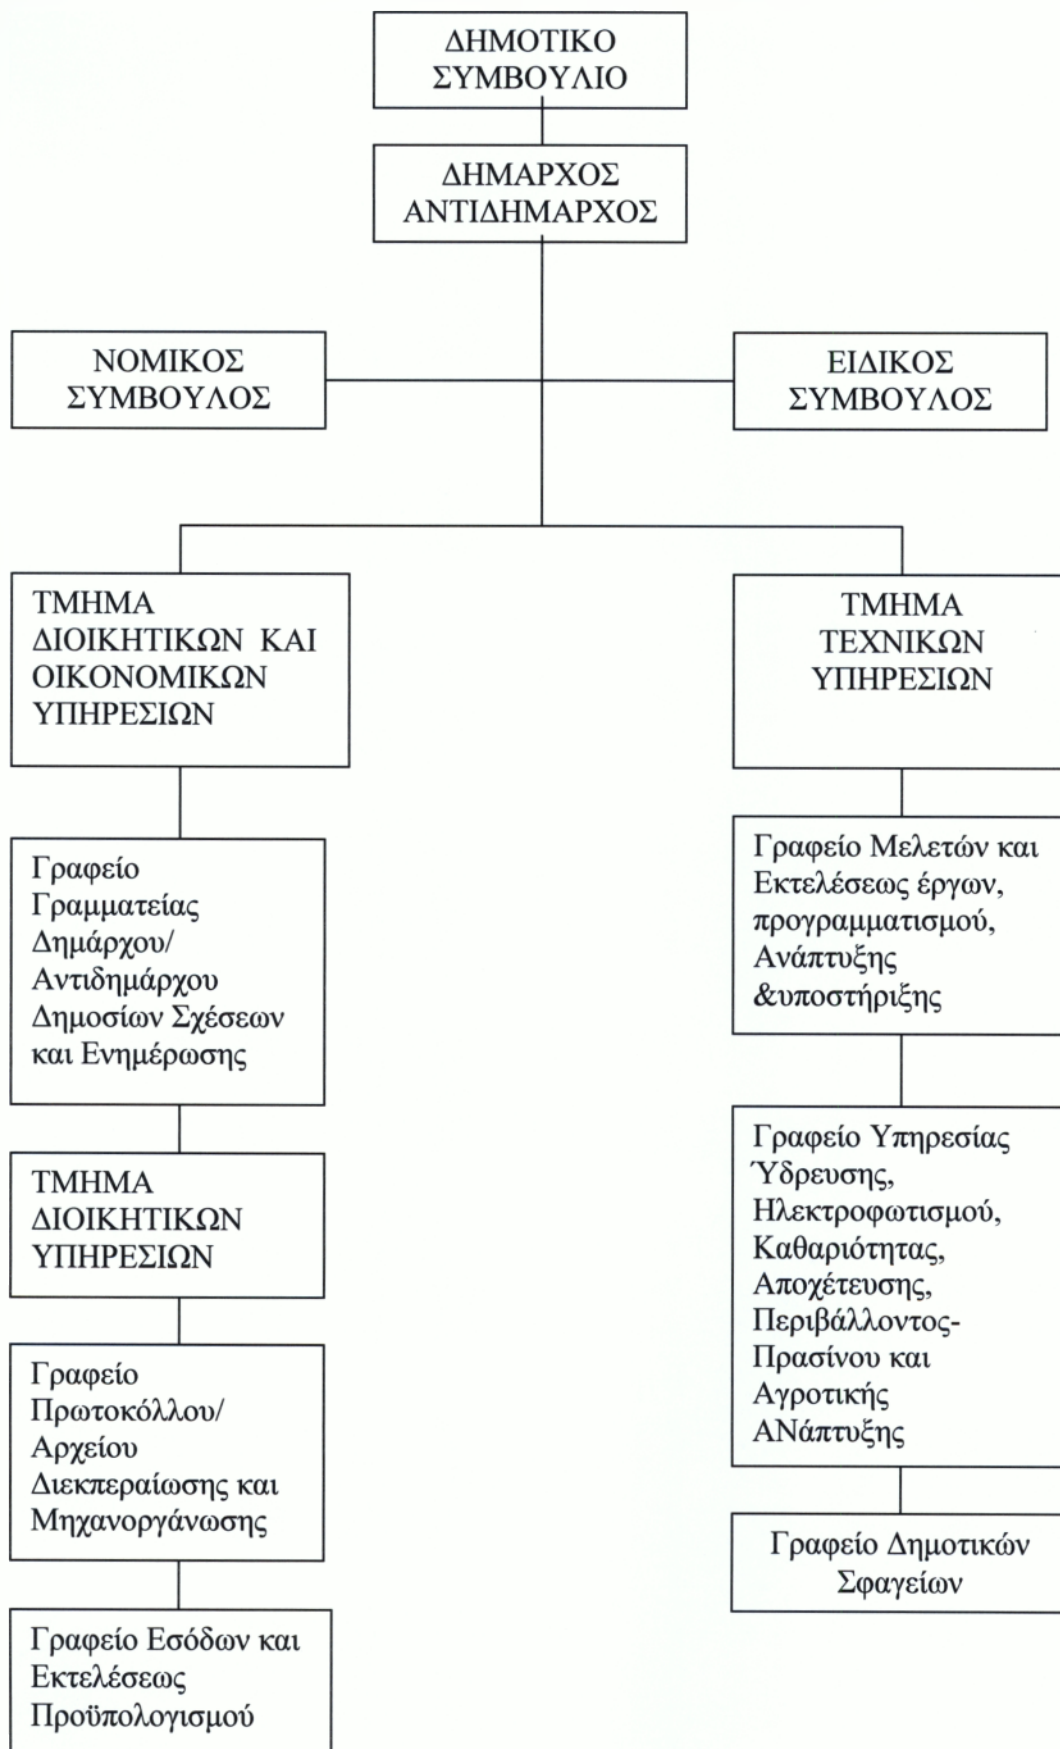 ΔΗΜΟΤΙΚΟ
ΣΥΜΒΟΥΛΙΟ
ΔΗΜΑΡΧΟΣ
ΑΝΤΙΔΗΜΑΡΧΟΣ
ΝΟΜΙΚΟΣ
ΣΥΜΒΟΥΛΟΣ
ΕΙΔΙΚΟΣ
ΣΥΜΒΟΥΛΟΣ
ΤΜΗΜΑ
ΔΙΟΙΚΗΤΙΚΩΝ ΚΑΙ
ΟΙΚΟΝΟΜΙΚΩΝ
ΥΠΗΡΕΣΙΩΝ
Γραφείο
Γραμματείας
Δημάρχου/
Αντιδημάρχου
Δημοσίων Σχέσεων
και Ενημέρωσης
ΤΜΗΜΑ
ΔΙΟΙΚΗΤΙΚΩΝ
ΥΠΗΡΕΣΙΩΝ
Γραφείο
Πρωτοκόλλου/
Αρχείου
Διεκπεραίωσης και
Μηχανοργάνωσης
Γραφείο Εσόδων και
Εκτελέσεως
Προϋπολογισμού
ΤΜΗΜΑ
ΤΕΧΝΙΚΩΝ
ΥΠΗΡΕΣΙΩΝ
Γραφείο Μελετών και
Εκτελέσεως έργων,
προγραμματισμού,
Ανάπτυξης
&υποστήριξης
Γραφείο Υπηρεσίας
Ύδρευσης,
Ηλεκτροφωτισμού,
Καθαριότητας,
Αποχέτευσης,
Περιβάλλοντος-
Πρασίνου και
Αγροτικής
ΑΝάπτυξης
Γραφείο Δημοτικών
Σφαγείων